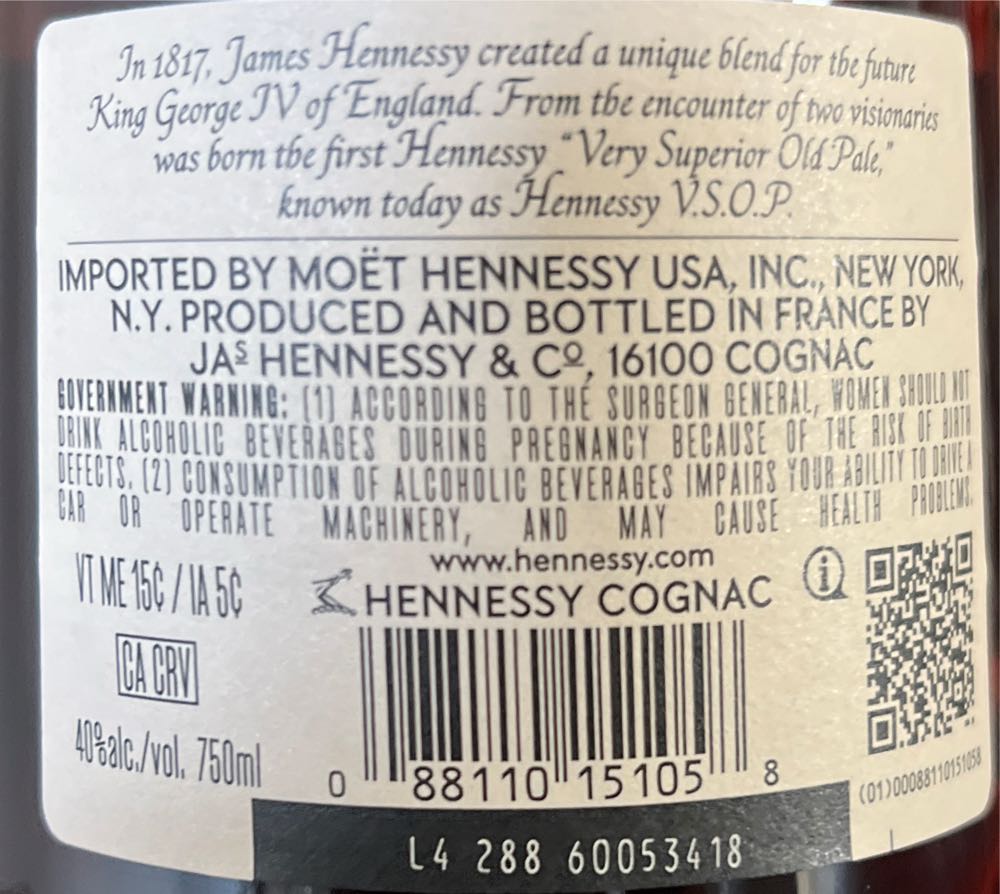 In 1817, James Hennessy created a unique blend for the future
King George IV of England. From the encounter of two visionaries
was born the first Hennessy “Very Superior Old Pale,”
known today as Hennessy V.S.O.P.
IMPORTED BY MOËT HENNESSY USA, INC., NEW YORK,
N.Y. PRODUCED AND BOTTLED IN FRANCE BY
JAS HENNESSY & Cº, 16100 COGNAC
GOVERNMENT WARNING: (1) ACCORDING TO THE SURGEON GENERAL, WOMEN SHOULD NOT
DRINK ALCOHOLIC BEVERAGES DURING PREGNANCY BECAUSE OF THE RISK OF BIRTH
DEFECTS. (2) CONSUMPTION OF ALCOHOLIC BEVERAGES IMPAIRS YOUR ABILITY TO DRIVE A
CAR OR OPERATE MACHINERY, AND MAY CAUSE HEALTH PROBLEMS.
www.hennessy.com
HENNESSY COGNAC
i
VT ME 15¢ / IA 5¢
CA CRV
40%alc./vol. 750ml
0 88110 15105 8
(01)00088110151058
L4 288 60053418